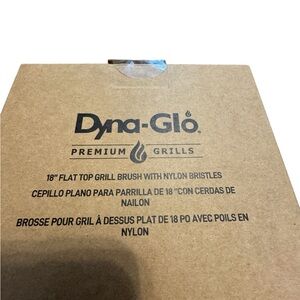 Dyna-Glo
PREMIUM GRILLS
18" FLAT TOP GRILL BRUSH WITH NYLON BRISTLES
CEPILLO PLANO PARA PARRILLA DE 18 "CON CERDAS DE
NAILON
BROSSE POUR GRIL À DESSUS PLAT DE 18 PO AVEC POILS EN
NYLON